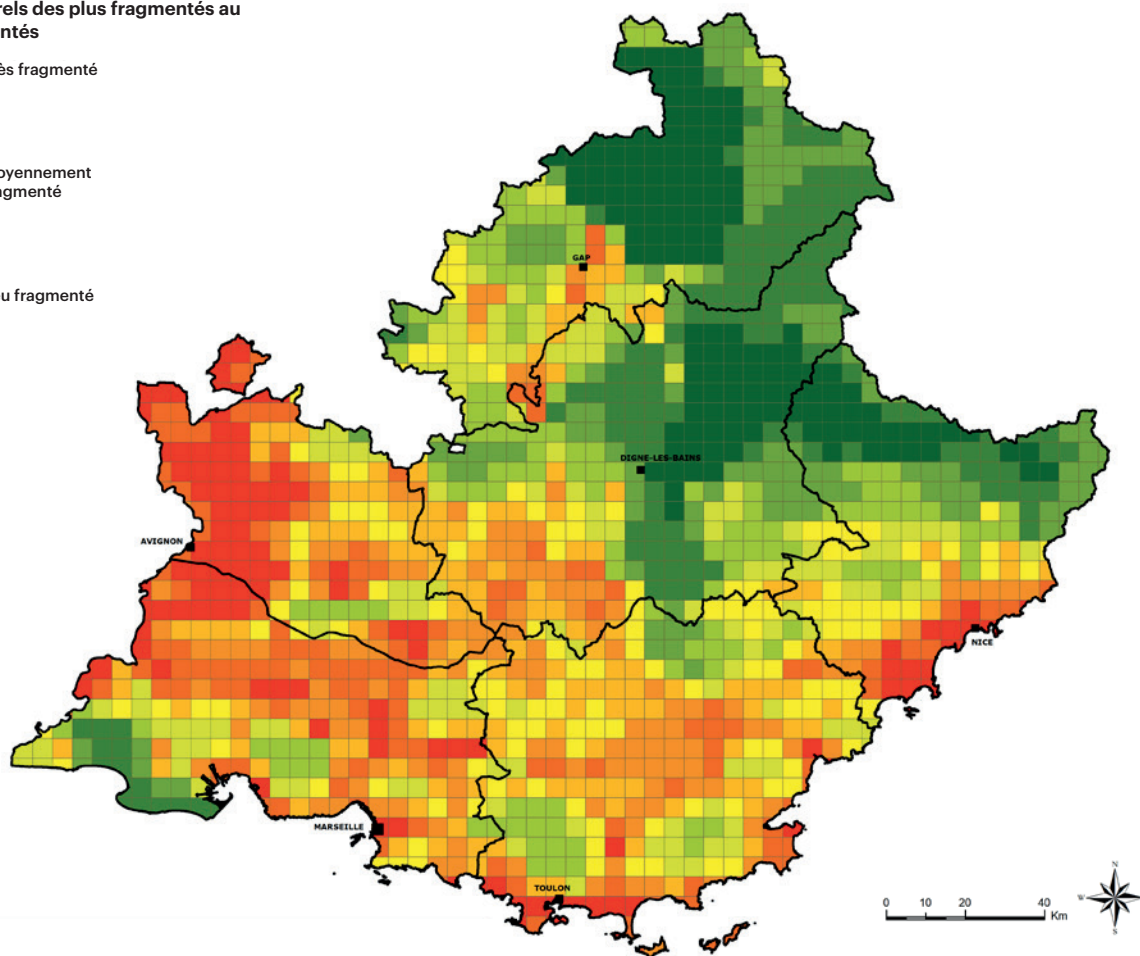 rels des plus fragmentés au
ntés
ès fragmenté
oyennement
agmenté
u fragmenté
GAP
DIGNE-LES-BAINS
AVIGNON
NICE
MARSEILLE
TOULON
0 10 20 40 Km
N
W
S